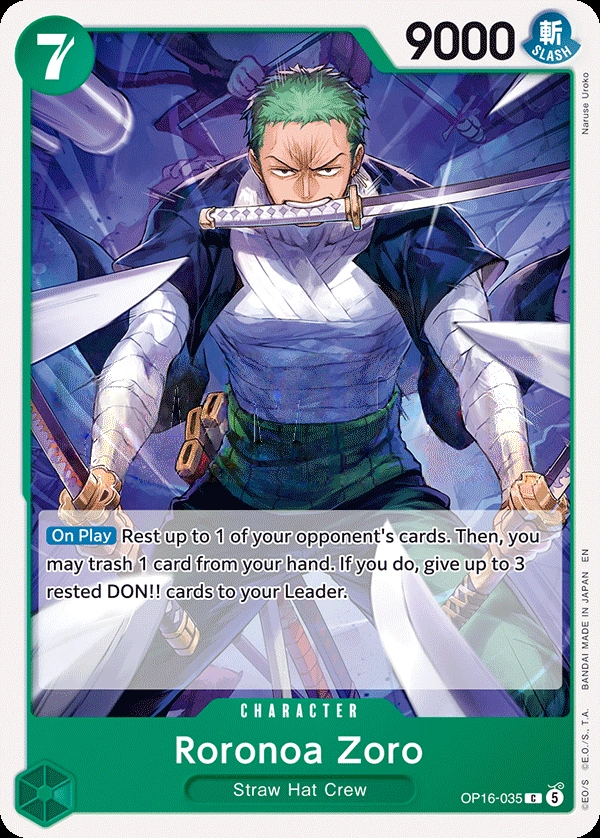 7
9000
斬
SLASH
Naruse Uroko
On Play Rest up to 1 of your opponent's cards. Then, you
may trash 1 card from your hand. If you do, give up to 3
rested DON!! cards to your Leader.
CHARACTER
Roronoa Zoro
Straw Hat Crew
OP16-035 C 5
©E.O/S ©E.O./S., T.A. BANDAI MADE IN JAPAN EN